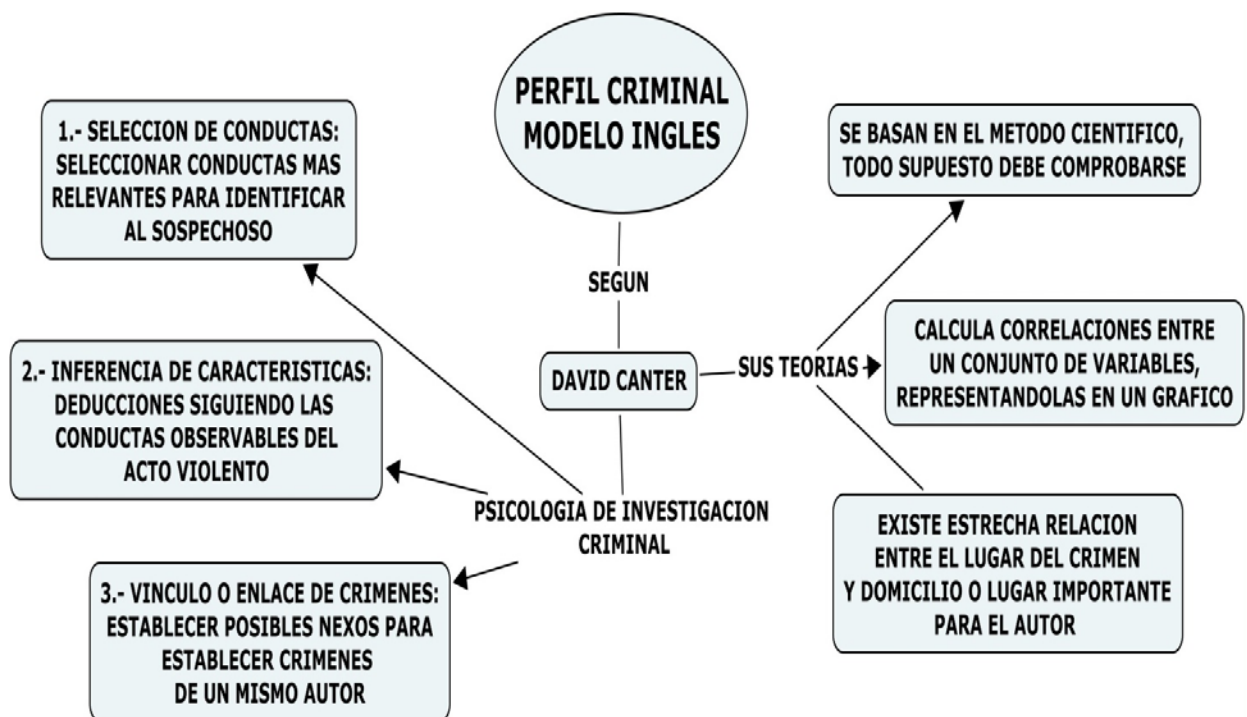 PERFIL CRIMINAL
MODELO INGLES
SEGUN
DAVID CANTER
SUS TEORÍAS
SE BASAN EN EL METODO CIENTIFICO,
TODO SUPUESTO DEBE COMPROBARSE
CALCULA CORRELACIONES ENTRE
UN CONJUNTO DE VARIABLES,
REPRESENTANDOLAS EN UN GRAFICO
EXISTE ESTRECHA RELACION
ENTRE EL LUGAR DEL CRIMEN
Y DOMICILIO O LUGAR IMPORTANTE
PARA EL AUTOR
PSICOLOGIA DE INVESTIGACION
CRIMINAL
1.- SELECCION DE CONDUCTAS:
SELECCIONAR CONDUCTAS MAS
RELEVANTES PARA IDENTIFICAR
AL SOSPECHOSO
2.- INFERENCIA DE CARACTERISTICAS:
DEDUCCIONES SIGUIENDO LAS
CONDUCTAS OBSERVABLES DEL
ACTO VIOLENTO
3.- VINCULO O ENLACE DE CRIMENES:
ESTABLECER POSIBLES NEXOS PARA
ESTABLECER CRIMENES
DE UN MISMO AUTOR